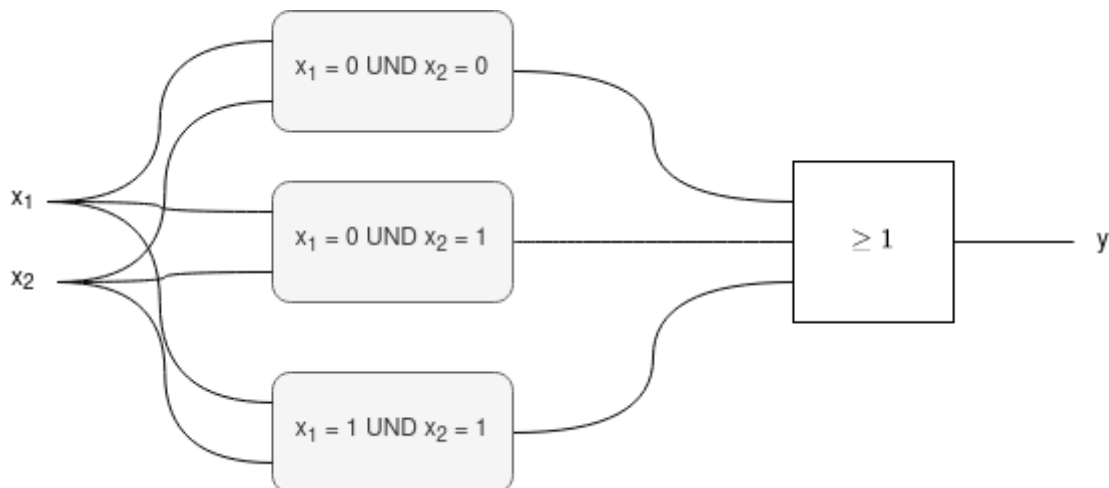 x₁ = 0 UND x₂ = 0
x₁
x₁ = 0 UND x₂ = 1
≥ 1
y
x₂
x₁ = 1 UND x₂ = 1